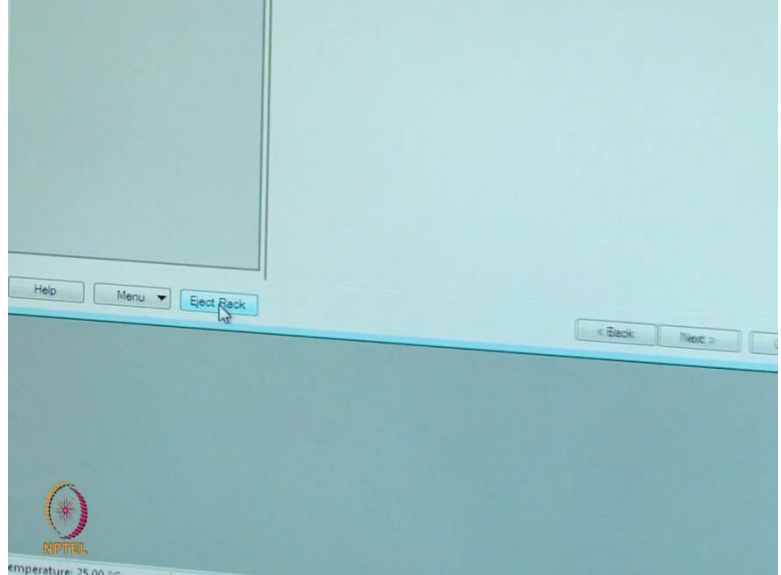 Help
Menu
Eject Rack
< Back
Next >
NPTEL
emperature: 25.00 °C